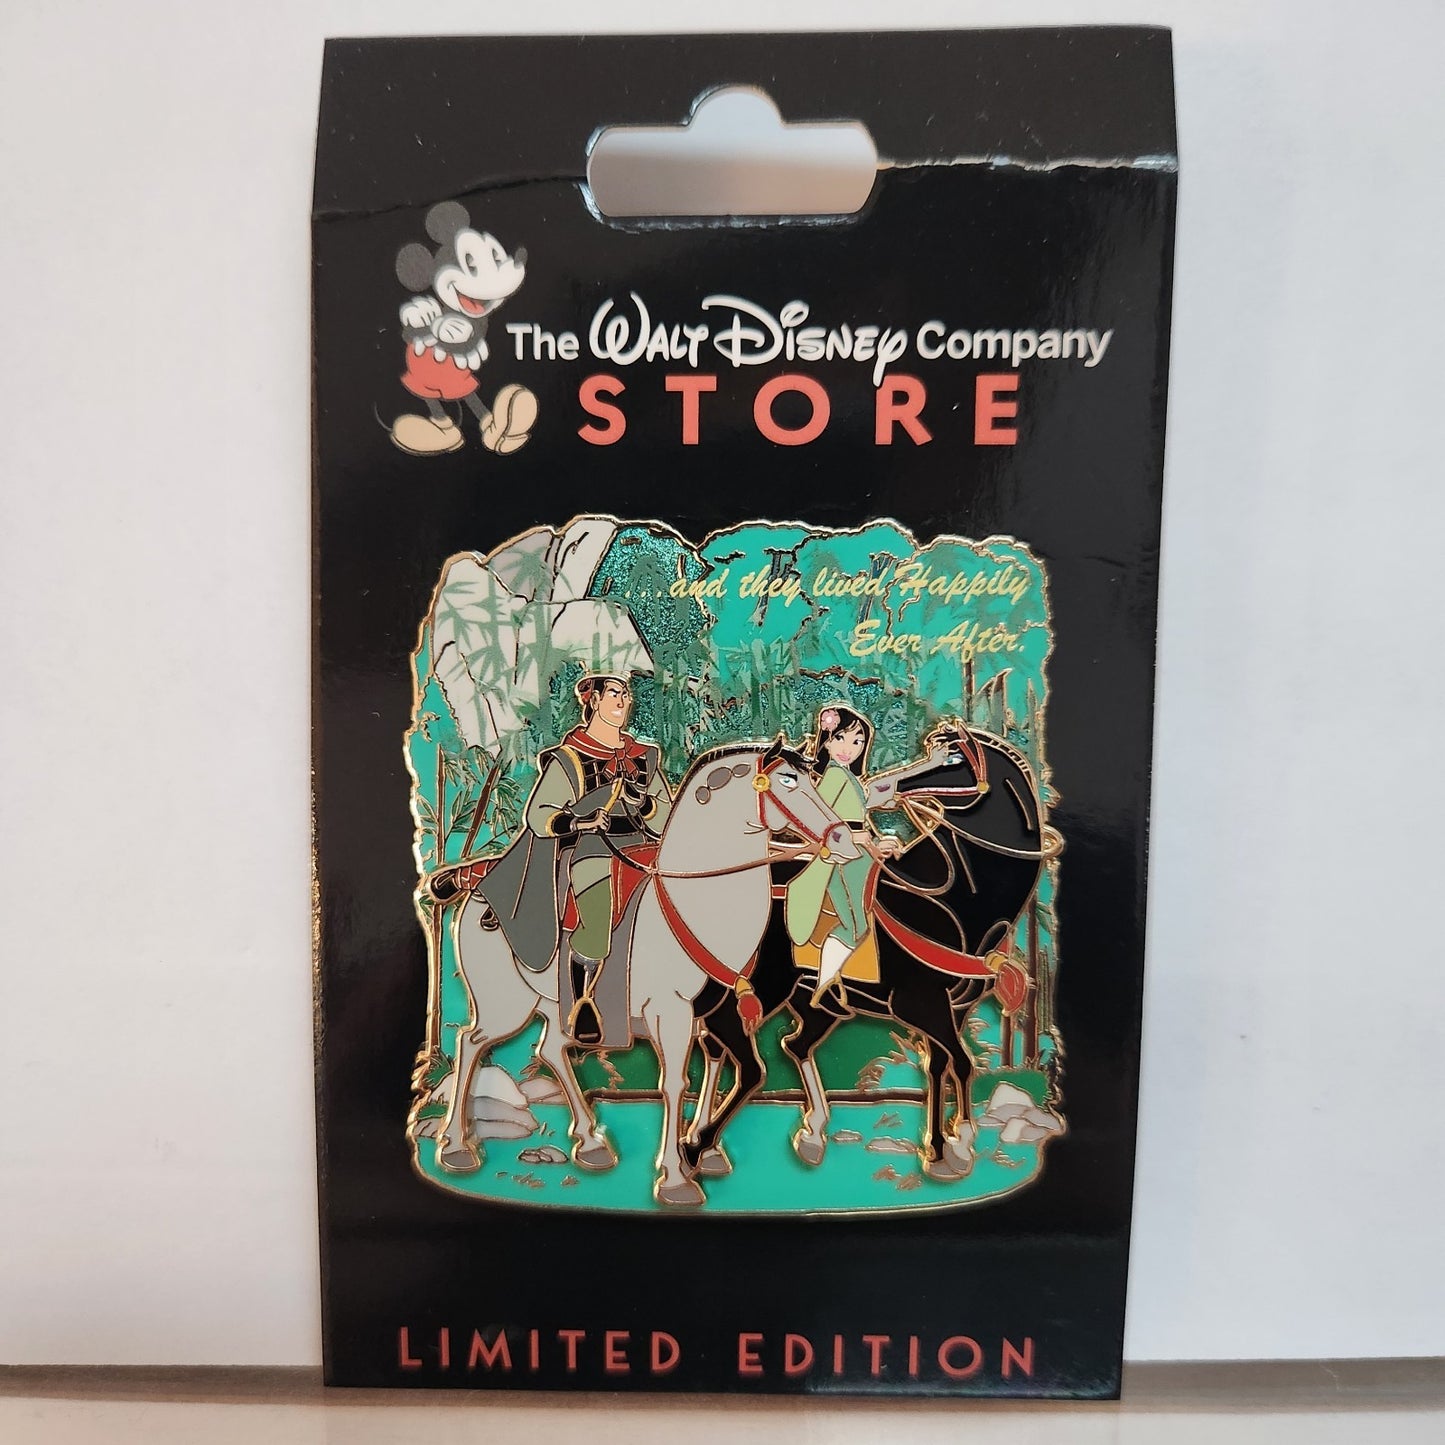 The Walt Disney Company
STORE
...and they lived Happily
Ever After.
LIMITED EDITION